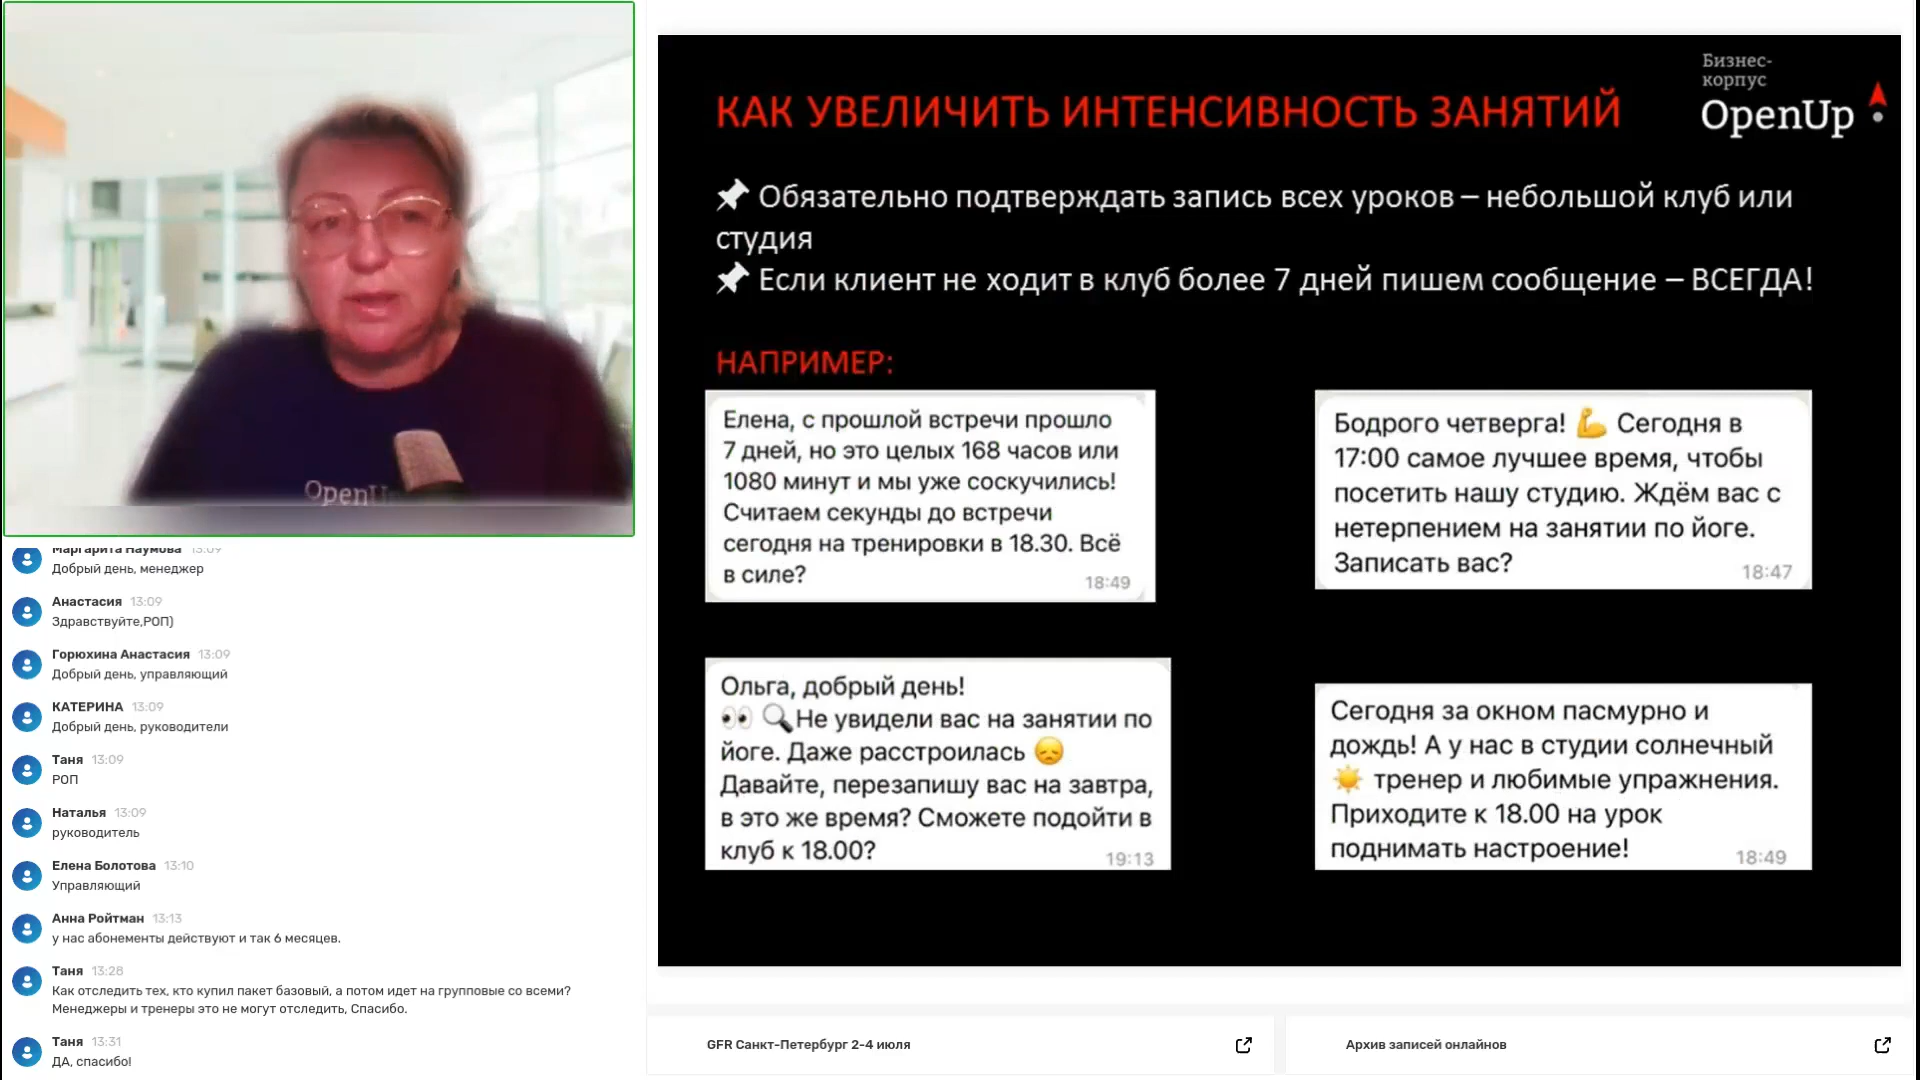 Бизнес-
корпус
OpenUp
КАК УВЕЛИЧИТЬ ИНТЕНСИВНОСТЬ ЗАНЯТИЙ
📌 Обязательно подтверждать запись всех уроков – небольшой клуб или
студия
📌 Если клиент не ходит в клуб более 7 дней пишем сообщение – ВСЕГДА!
НАПРИМЕР:
Елена, с прошлой встречи прошло
7 дней, но это целых 168 часов или
1080 минут и мы уже соскучились!
Считаем секунды до встречи
сегодня на тренировки в 18.30. Всё
в силе?
18:49
Бодрого четверга! 💪 Сегодня в
17:00 самое лучшее время, чтобы
посетить нашу студию. Ждём вас с
нетерпением на занятии по йоге.
Записать вас?
18:47
Ольга, добрый день!
👀 🔍Не увидели вас на занятии по
йоге. Даже расстроилась 😞
Давайте, перезапишу вас на завтра,
в это же время? Сможете подойти в
клуб к 18.00?
19:13
Сегодня за окном пасмурно и
дождь! А у нас в студии солнечный
☀️ тренер и любимые упражнения.
Приходите к 18.00 на урок
поднимать настроение!
18:49
OpenUp
Маргарита Наумова 13:09
Добрый день, менеджер
Анастасия 13:09
Здравствуйте,РОП)
Горюхина Анастасия 13:09
Добрый день, управляющий
КАТЕРИНА 13:09
Добрый день, руководители
Таня 13:09
РОП
Наталья 13:09
руководитель
Елена Болотова 13:10
Управляющий
Анна Ройтман 13:13
у нас абонементы действуют и так 6 месяцев.
Таня 13:28
Как отследить тех, кто купил пакет базовый, а потом идет на групповые со всеми?
Менеджеры и тренеры это не могут отследить, Спасибо.
Таня 13:31
ДА, спасибо!
GFR Санкт-Петербург 2-4 июля
Архив записей онлайнов